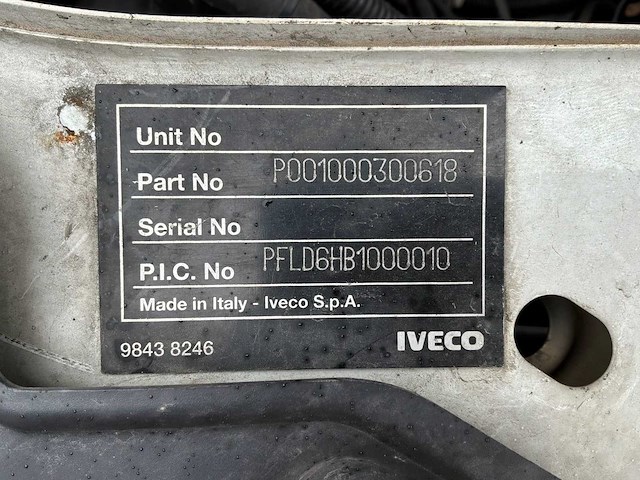 Unit No
Part No P001000300618
Serial No
P.I.C. No PFLD6HB1000010
Made in Italy - Iveco S.p.A.
9843 8246 IVECO